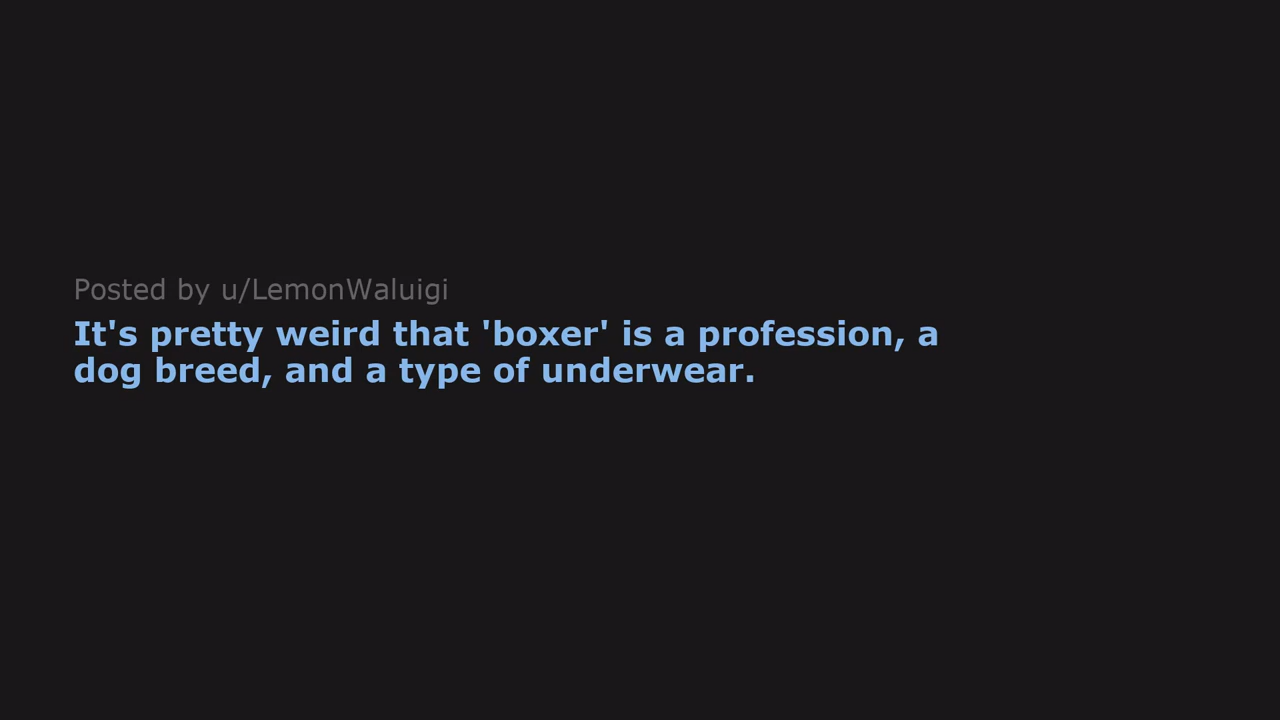 Posted by u/LemonWaluigi
It's pretty weird that 'boxer' is a profession, a
dog breed, and a type of underwear.